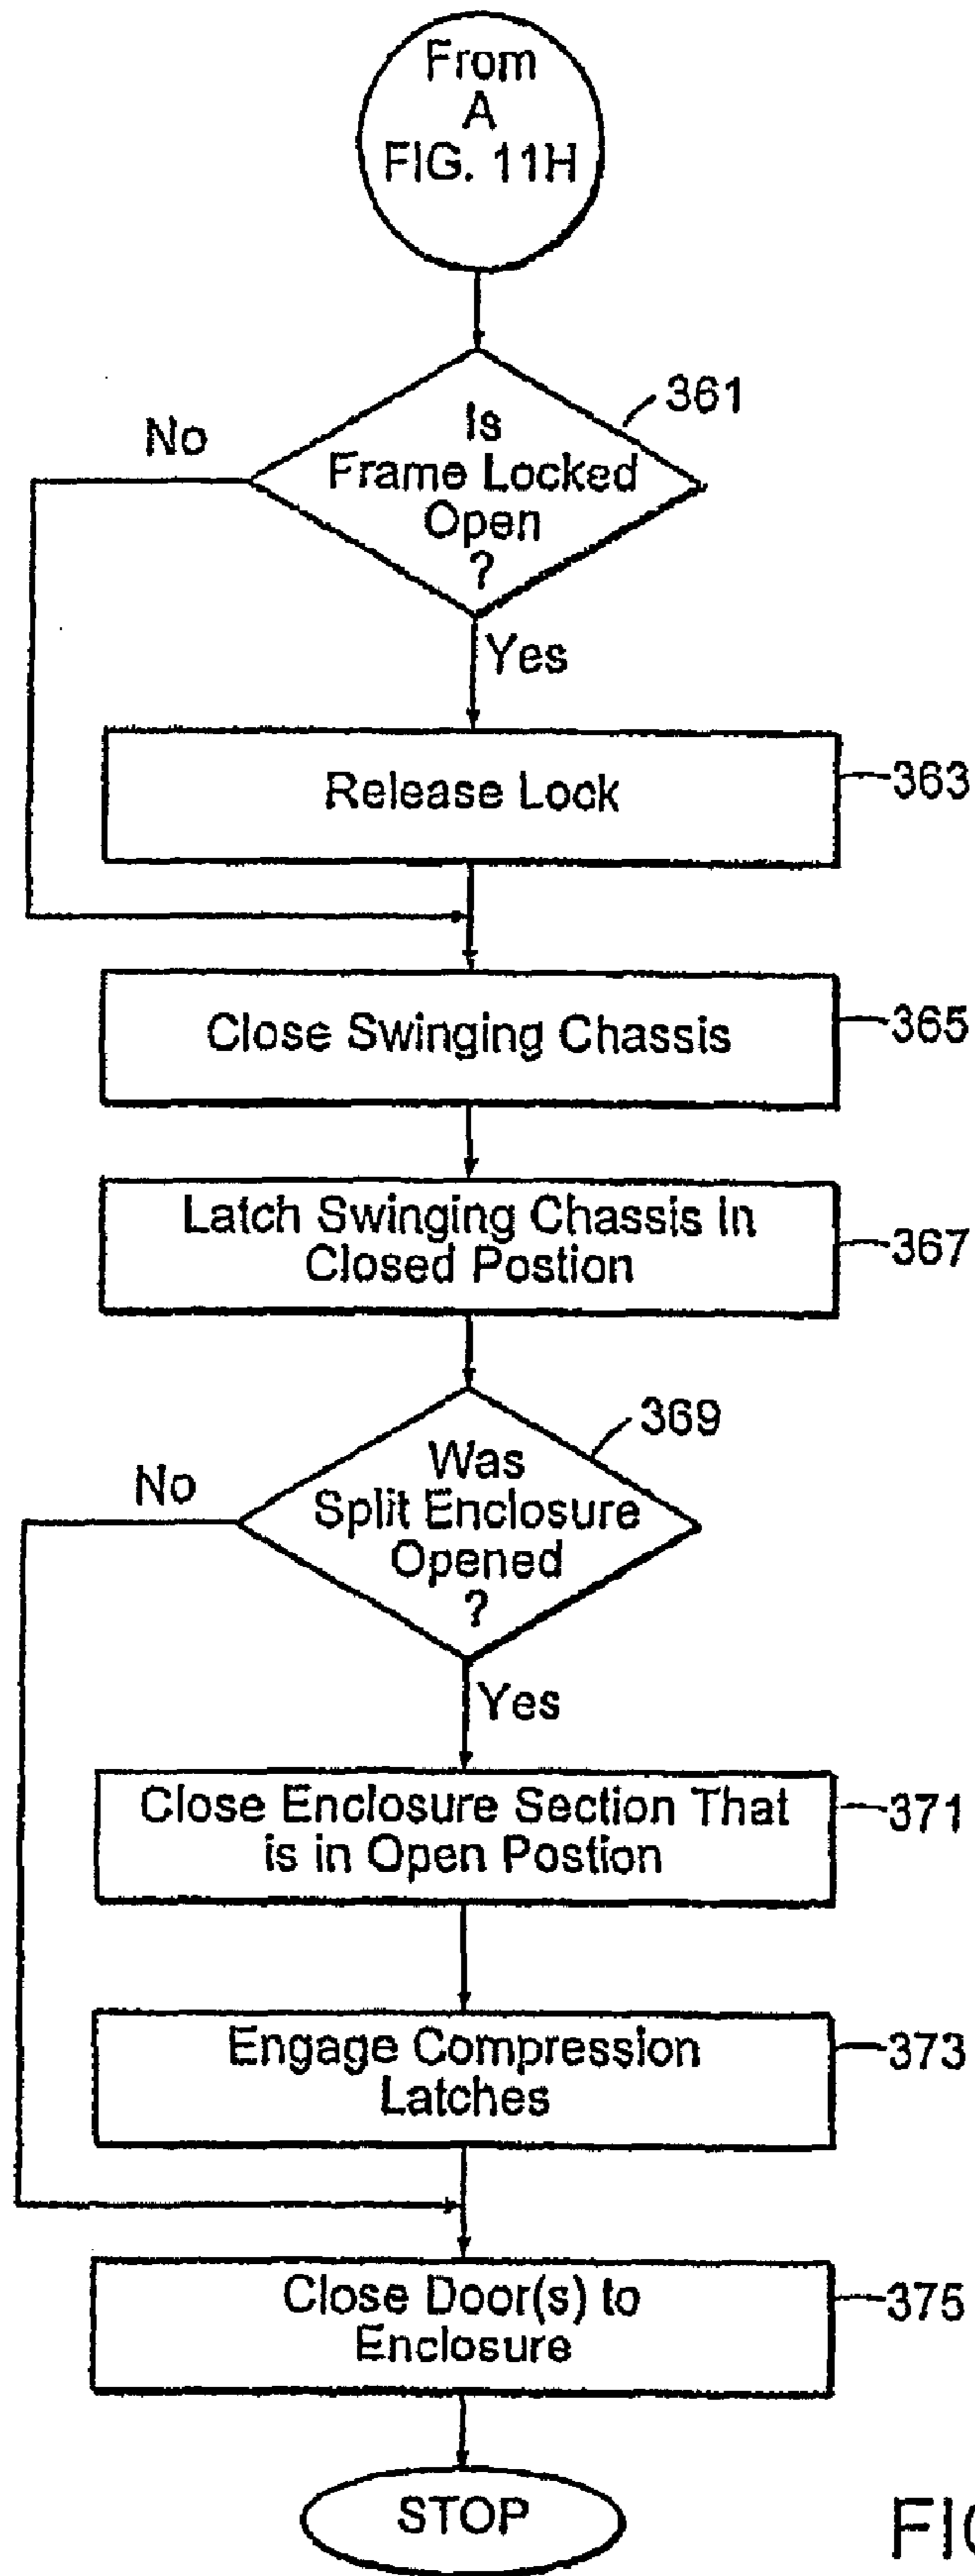 From
A
FIG. 11H
361
Is
Frame Locked
Open
?
No
Yes
Release Lock
363
Close Swinging Chassis
365
Latch Swinging Chassis in
Closed Postion
367
369
Was
Split Enclosure
Opened
?
No
Yes
Close Enclosure Section That
is in Open Postion
371
Engage Compression
Latches
373
Close Door(s) to
Enclosure
375
STOP